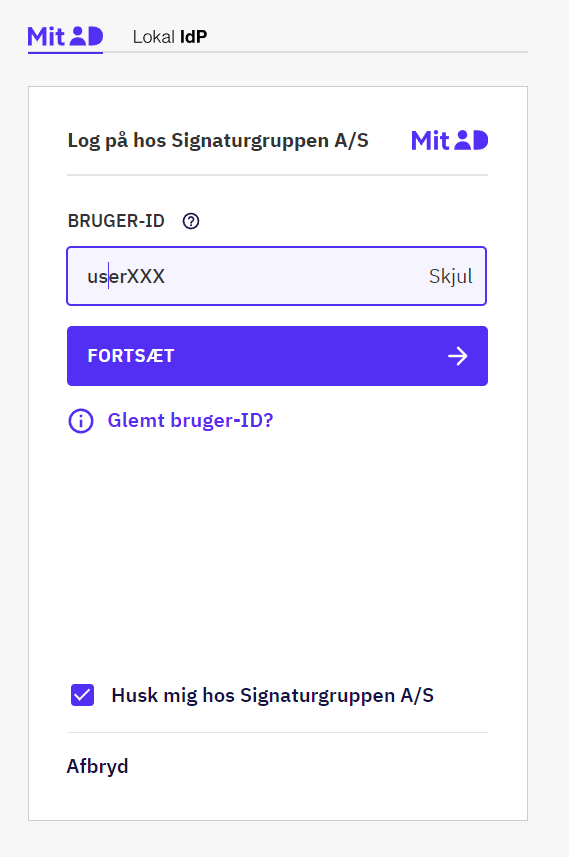 Mit ID
Lokal IdP
Log på hos Signaturgruppen A/S
Mit ID
BRUGER-ID
userXXX
Skjul
FORTSÆT
Glemt bruger-ID?
Husk mig hos Signaturgruppen A/S
Afbryd